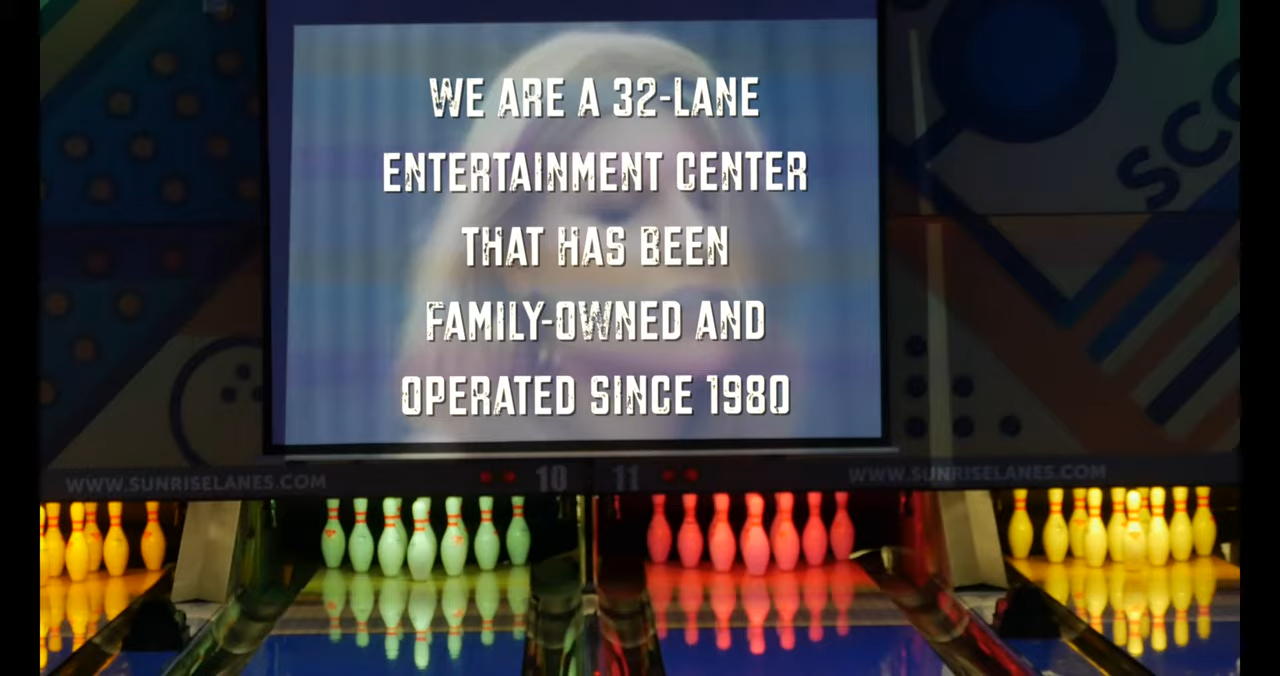 WE ARE A 32-LANE
ENTERTAINMENT CENTER
THAT HAS BEEN
FAMILY-OWNED AND
OPERATED SINCE 1980
WWW.SUNRISELANES.COM
10
11
WWW.SUNRISELANES.COM